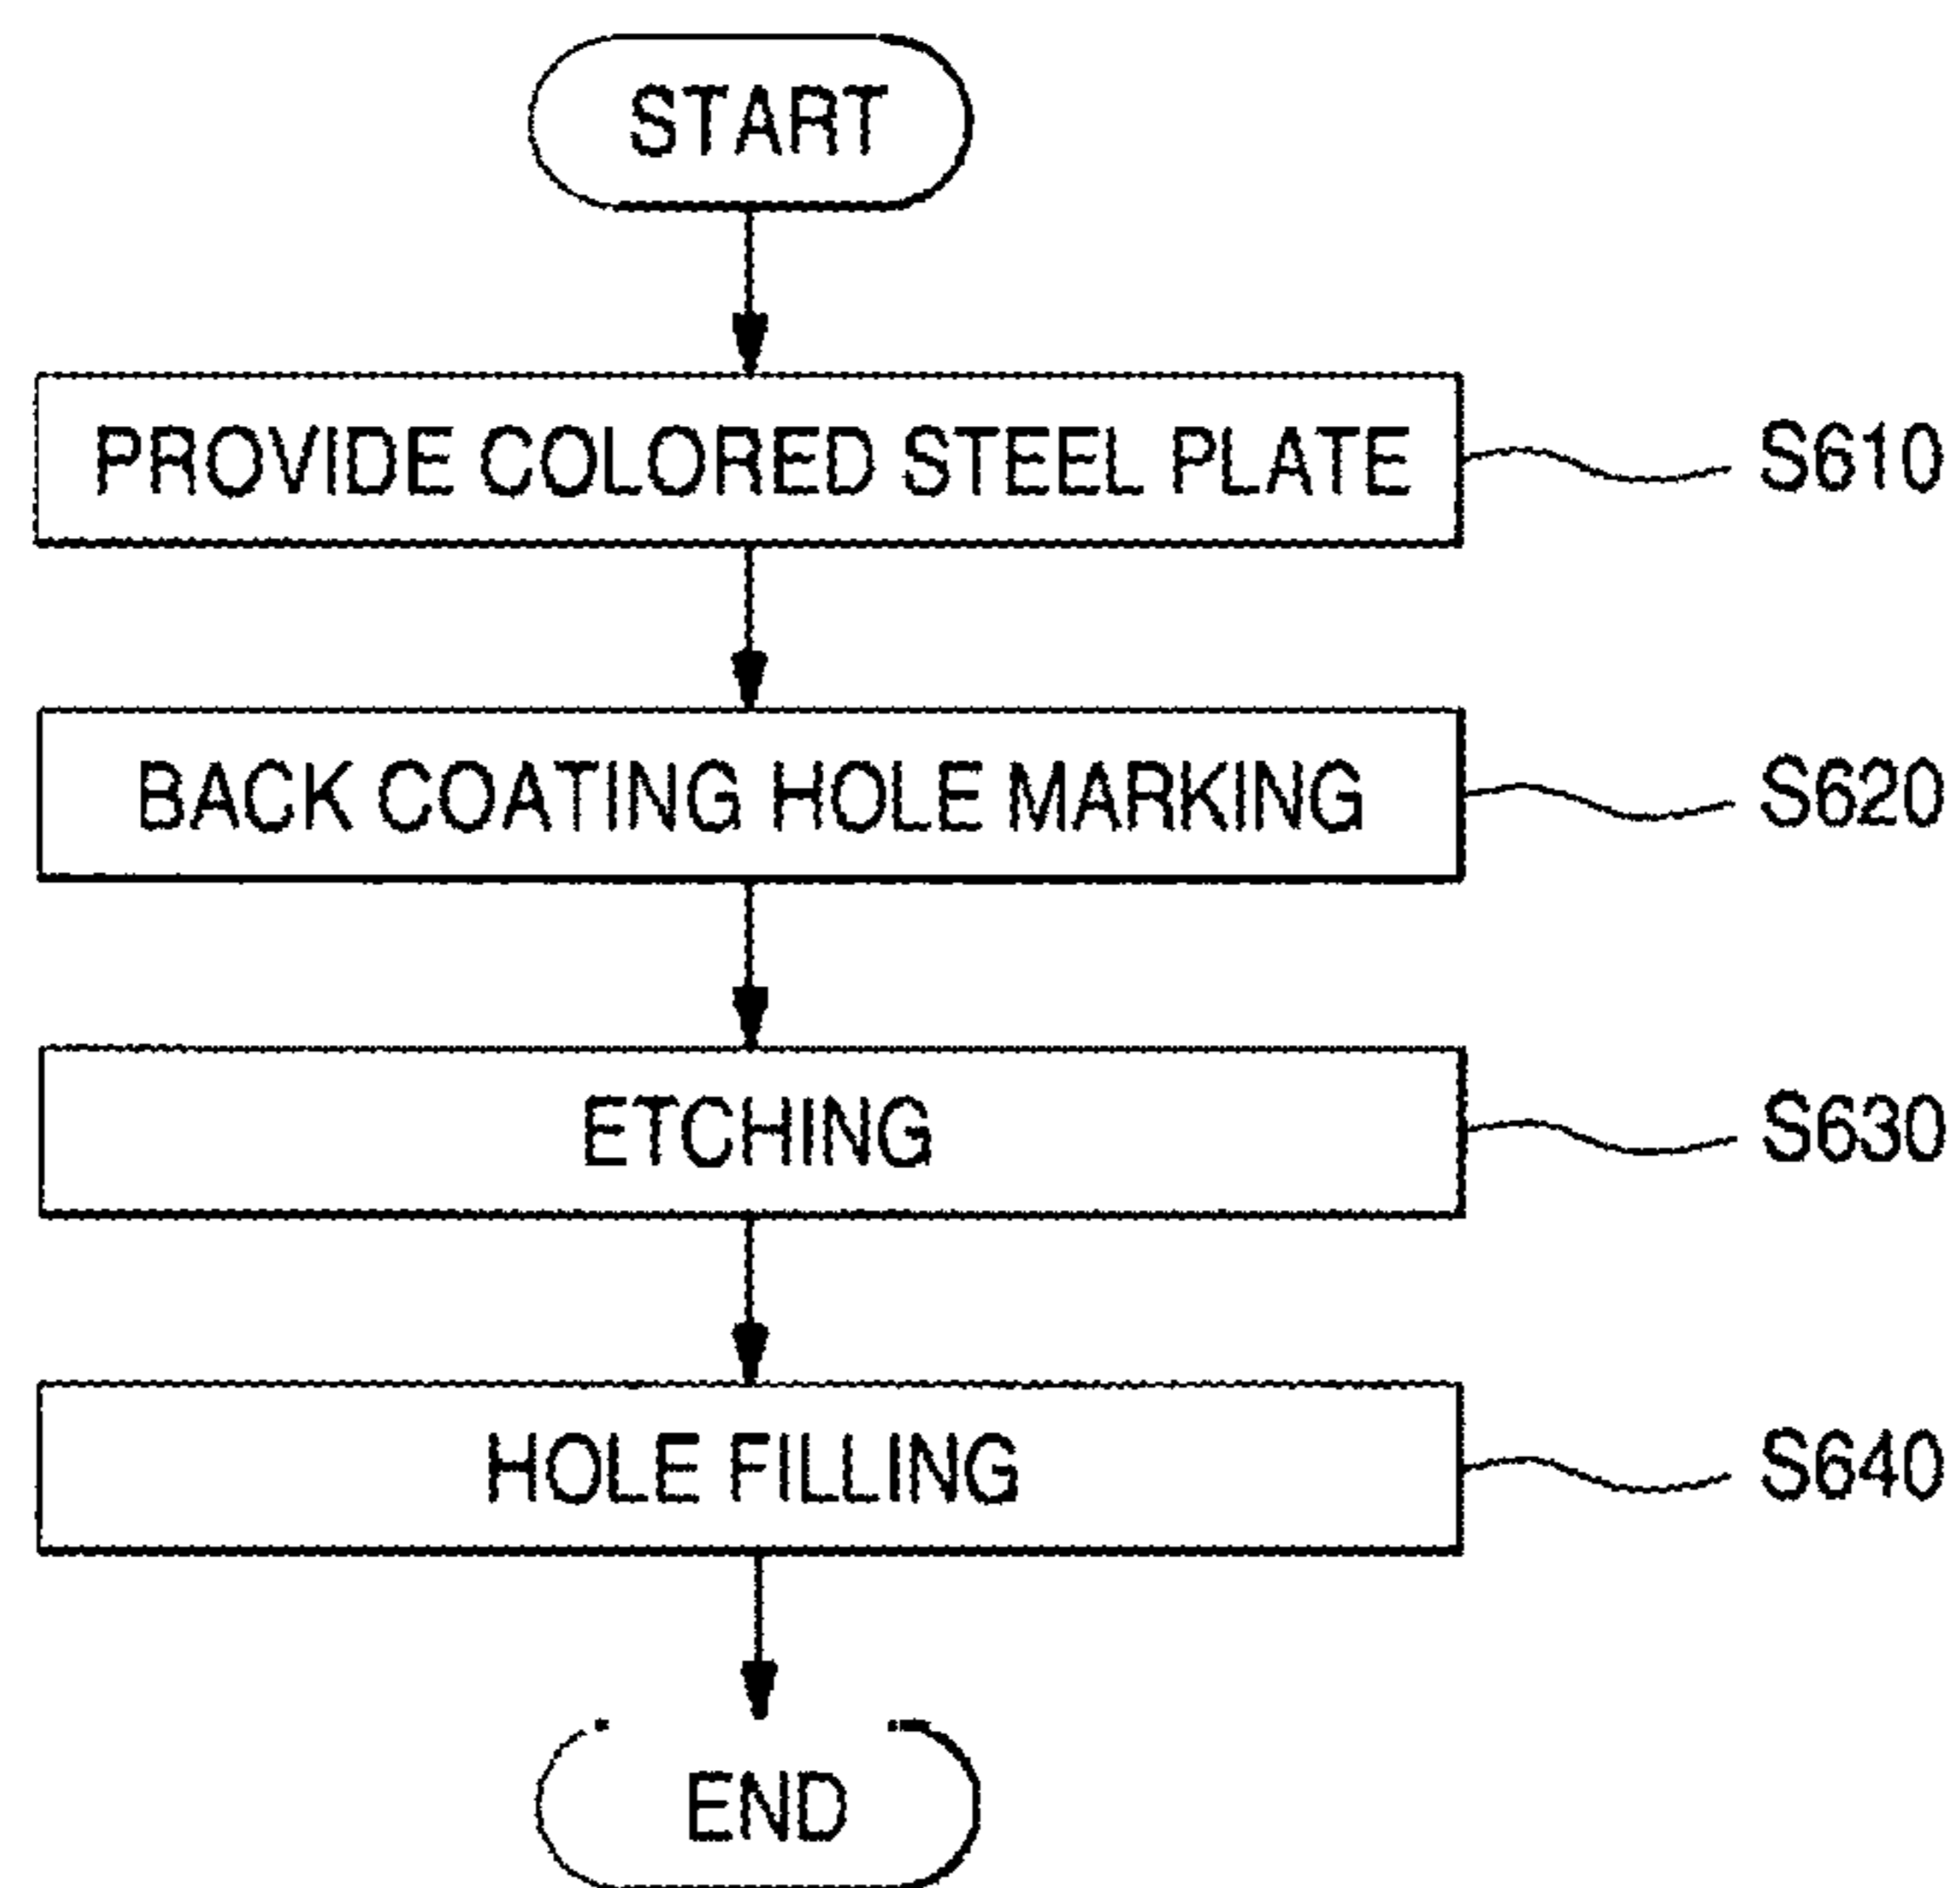 START
PROVIDE COLORED STEEL PLATE S610
BACK COATING HOLE MARKING S620
ETCHING S630
HOLE FILLING S640
END